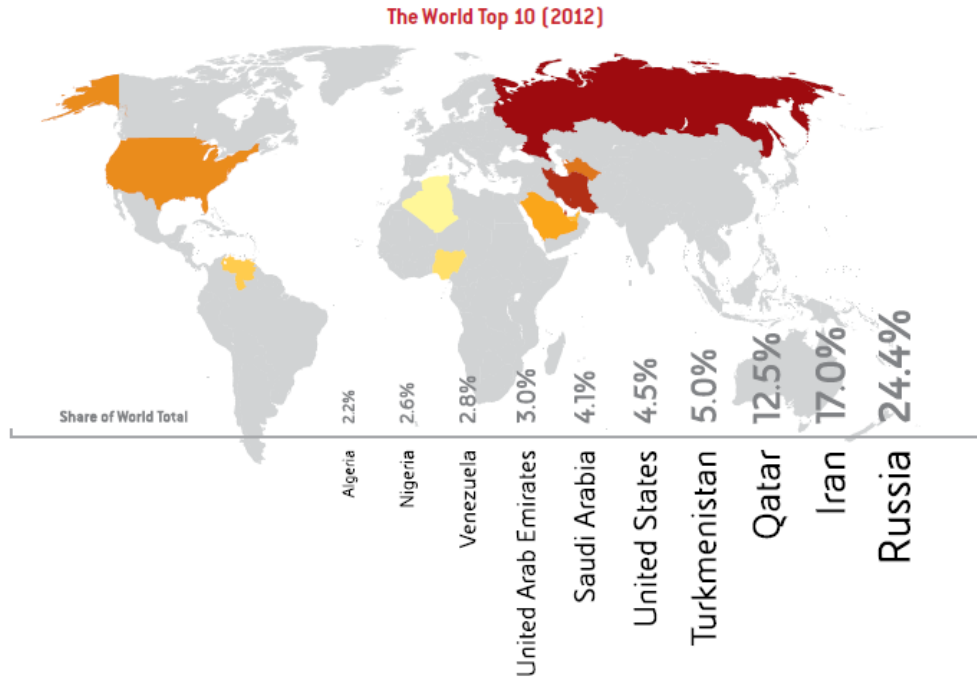 The World Top 10 (2012)
Share of World Total
2.2%
2.6%
2.8%
3.0%
4.1%
4.5%
5.0%
12.5%
17.0%
24.4%
Algeria
Nigeria
Venezuela
United Arab Emirates
Saudi Arabia
United States
Turkmenistan
Qatar
Iran
Russia